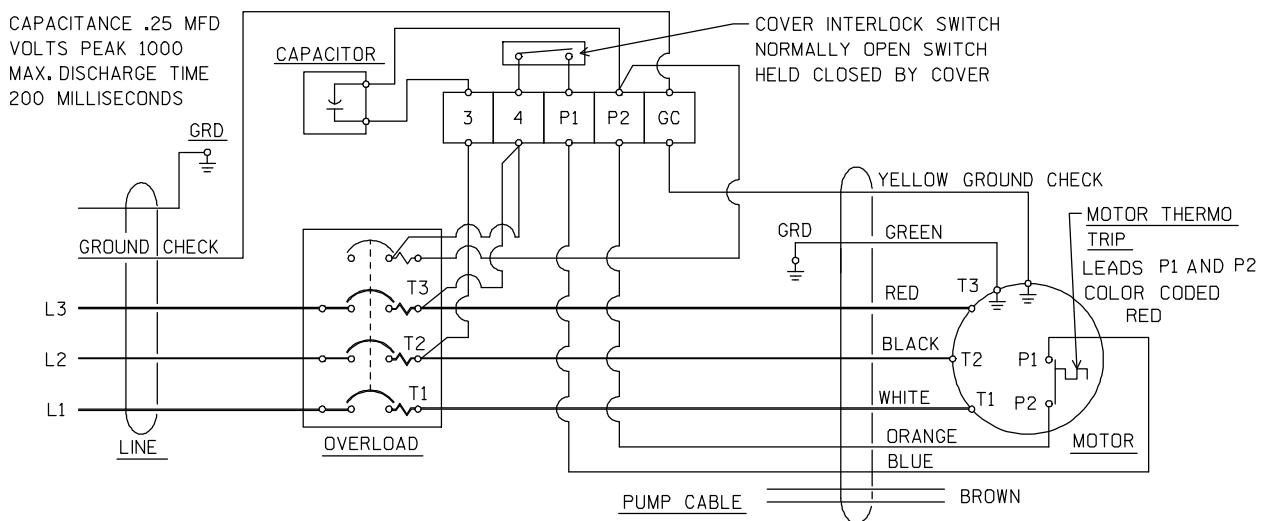 CAPACITANCE .25 MFD
VOLTS PEAK 1000
MAX. DISCHARGE TIME
200 MILLISECONDS
CAPACITOR
COVER INTERLOCK SWITCH
NORMALLY OPEN SWITCH
HELD CLOSED BY COVER
3 4 P1 P2 GC
GRD
GROUND CHECK
YELLOW GROUND CHECK
GRD
GREEN
MOTOR THERMO
TRIP
LEADS P1 AND P2
COLOR CODED
RED
L3
T3
RED
T3
L2
T2
BLACK
T2
P1
L1
T1
WHITE
T1
P2
LINE
OVERLOAD
ORANGE
MOTOR
BLUE
PUMP CABLE
BROWN